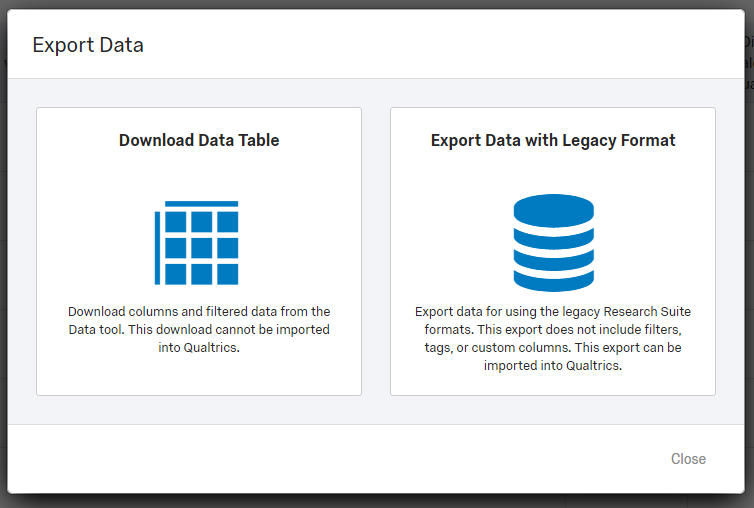 Export Data
Download Data Table
Download columns and filtered data from the
Data tool. This download cannot be imported
into Qualtrics.
Export Data with Legacy Format
Export data for using the legacy Research Suite
formats. This export does not include filters,
tags, or custom columns. This export can be
imported into Qualtrics.
Close